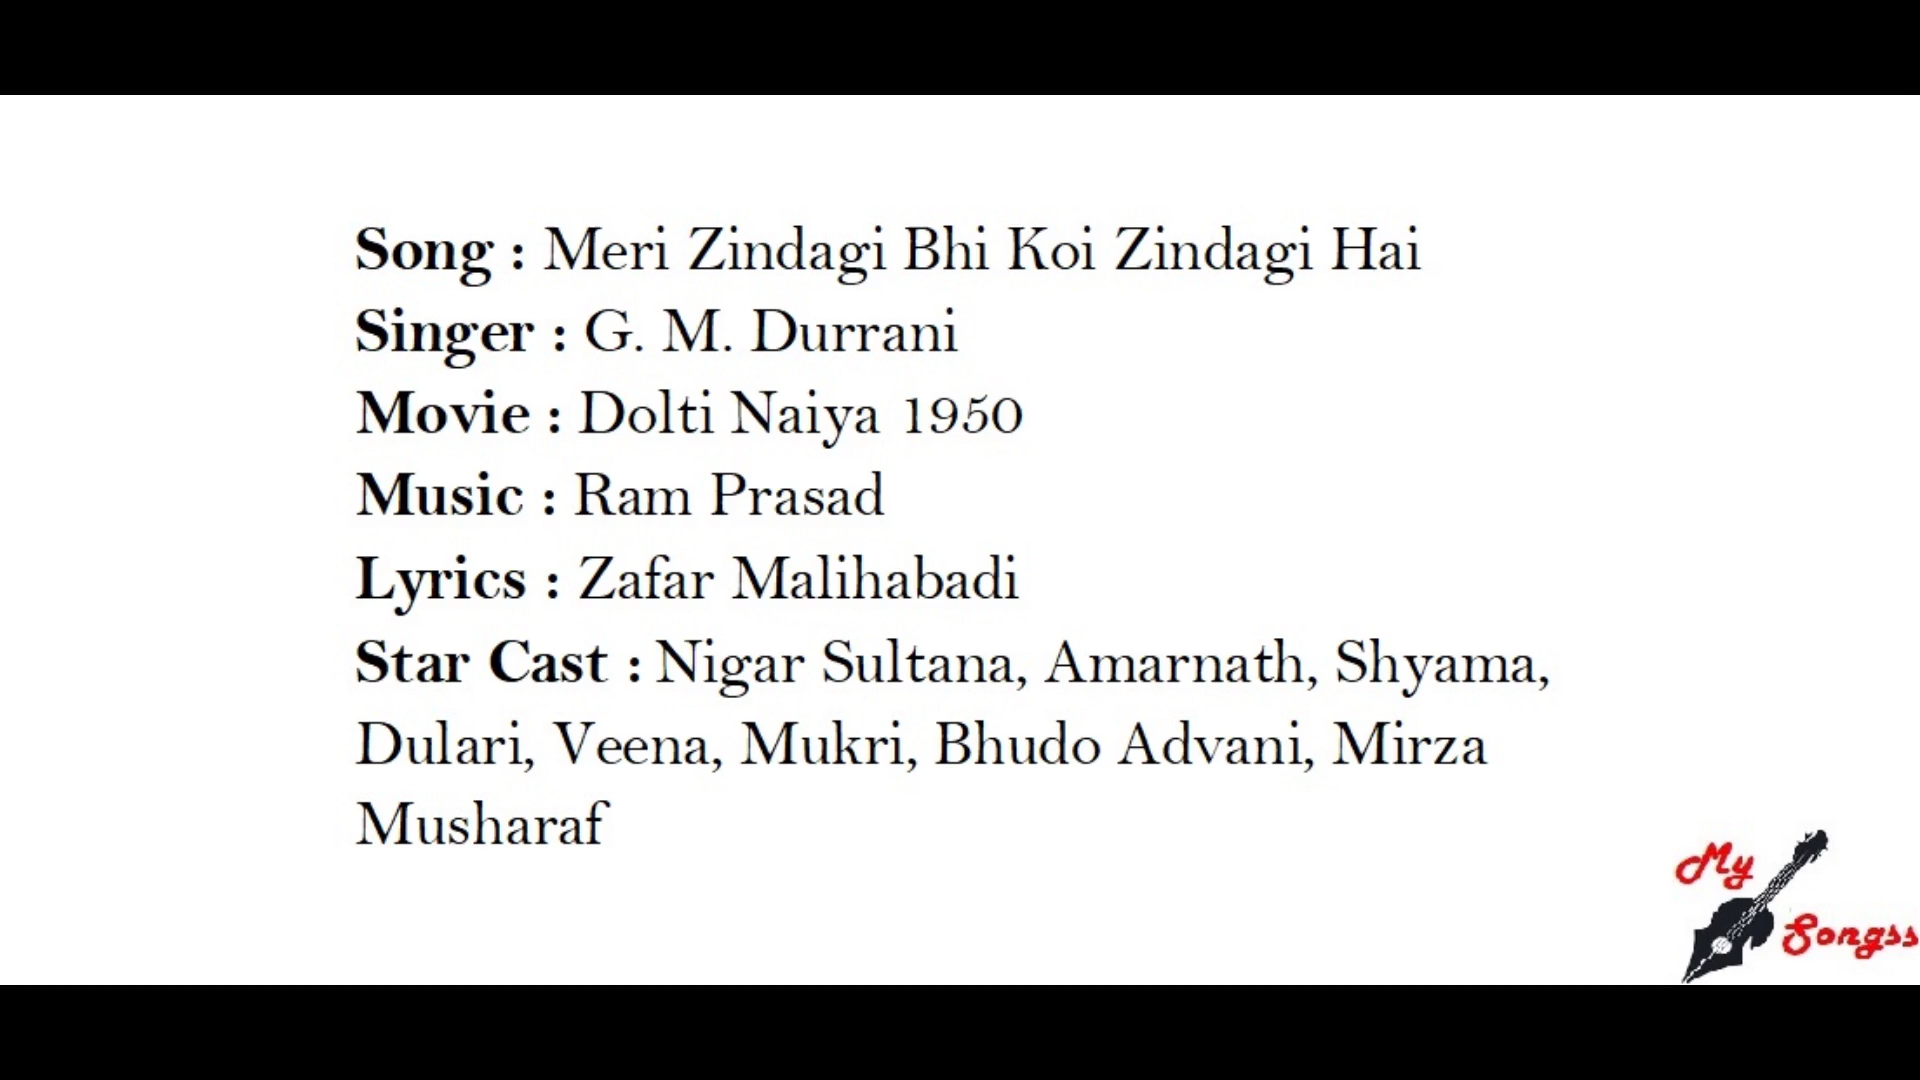 Song : Meri Zindagi Bhi Koi Zindagi Hai
Singer : G. M. Durrani
Movie : Dolti Naiya 1950
Music : Ram Prasad
Lyrics : Zafar Malihabadi
Star Cast : Nigar Sultana, Amarnath, Shyama,
Dulari, Veena, Mukri, Bhudo Advani, Mirza
Musharaf
My
Songss